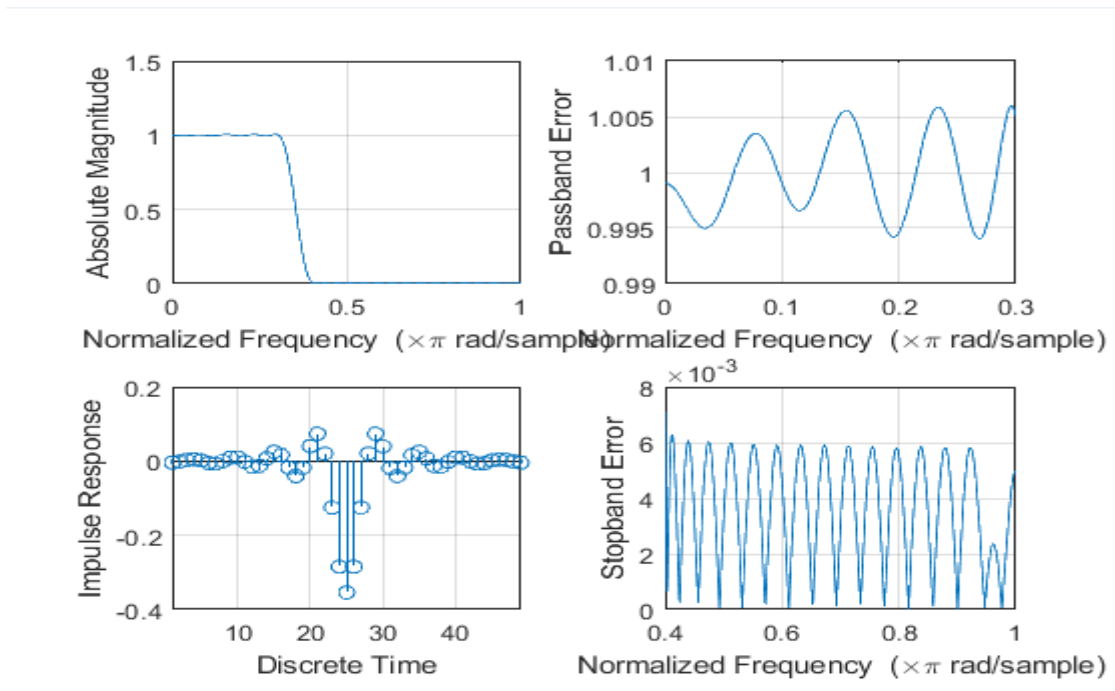 1.5
1
0.5
0
Absolute Magnitude
0 0.5 1
Normalized Frequency (×π rad/sample)
1.01
1.005
1
0.995
0.99
Passband Error
0 0.1 0.2 0.3
Normalized Frequency (×π rad/sample)
0.2
0
-0.2
-0.4
Impulse Response
10 20 30 40
Discrete Time
×10⁻³
8
6
4
2
0
Stopband Error
0.4 0.6 0.8 1
Normalized Frequency (×π rad/sample)